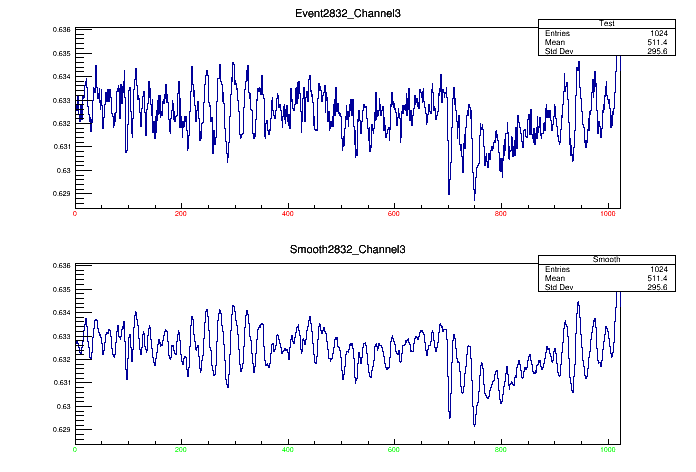 Event2832_Channel3
Test
Entries 1024
Mean 511.4
Std Dev 295.6
0.636
0.635
0.634
0.633
0.632
0.631
0.63
0.629
0 200 400 600 800 1000
Smooth2832_Channel3
Smooth
Entries 1024
Mean 511.4
Std Dev 295.6
0.636
0.635
0.634
0.633
0.632
0.631
0.63
0.629
0 200 400 600 800 1000